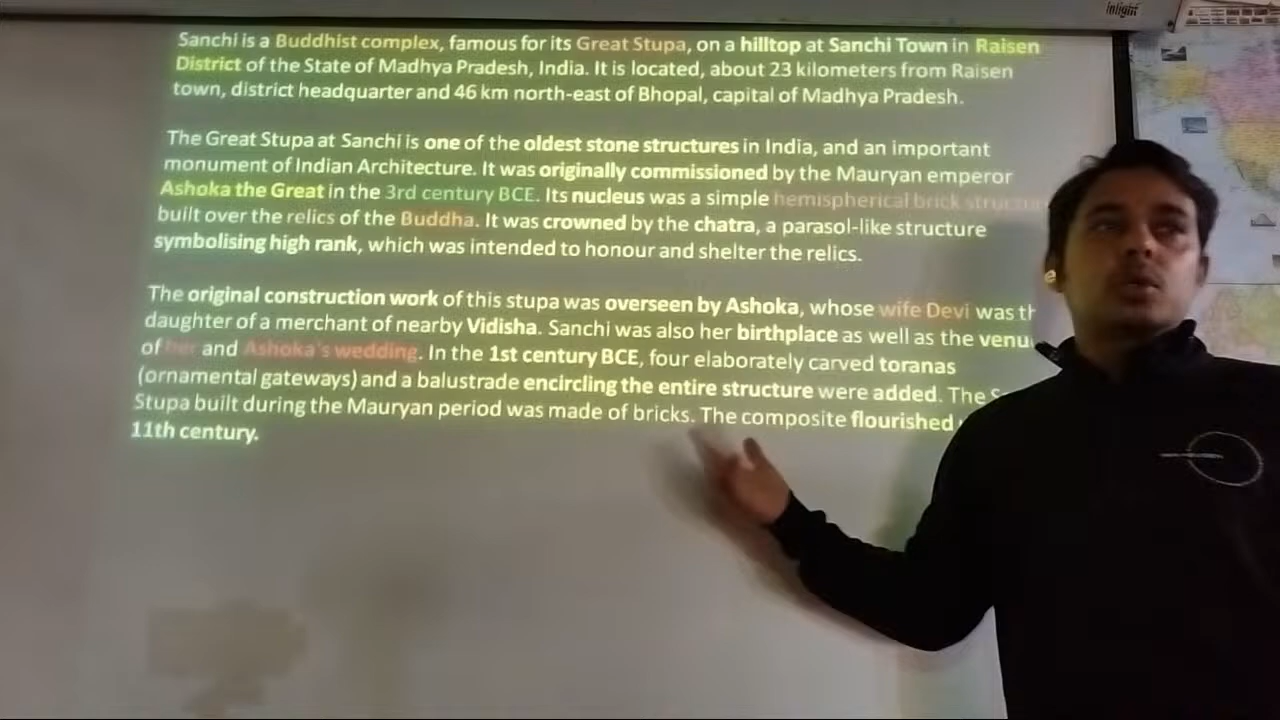 inlight
Sanchi is a Buddhist complex, famous for its Great Stupa, on a hilltop at Sanchi Town in Raisen
District of the State of Madhya Pradesh, India. It is located, about 23 kilometers from Raisen
town, district headquarter and 46 km north-east of Bhopal, capital of Madhya Pradesh.
The Great Stupa at Sanchi is one of the oldest stone structures in India, and an important
monument of Indian Architecture. It was originally commissioned by the Mauryan emperor
Ashoka the Great in the 3rd century BCE. Its nucleus was a simple hemispherical brick structure
built over the relics of the Buddha. It was crowned by the chatra, a parasol-like structure
symbolising high rank, which was intended to honour and shelter the relics.
The original construction work of this stupa was overseen by Ashoka, whose wife Devi was th
daughter of a merchant of nearby Vidisha. Sanchi was also her birthplace as well as the venu
of her and Ashoka's wedding. In the 1st century BCE, four elaborately carved toranas
(ornamental gateways) and a balustrade encircling the entire structure were added. The
Stupa built during the Mauryan period was made of bricks. The composite flourished
11th century.